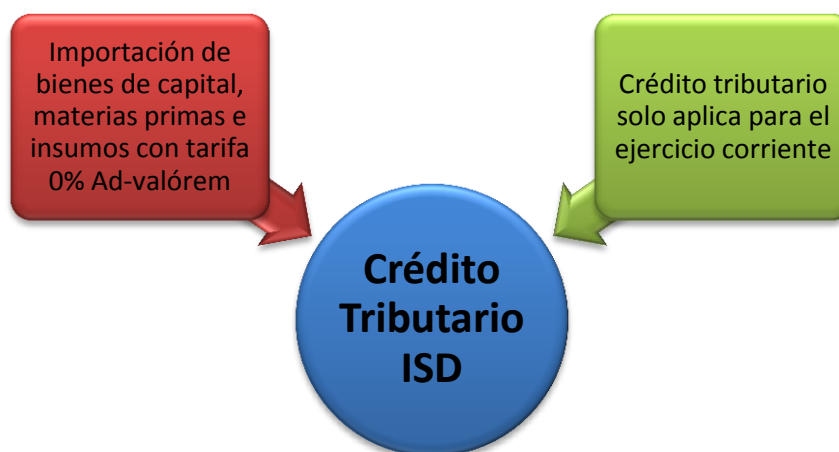 Importación de
bienes de capital,
materias primas e
insumos con tarifa
0% Ad-valórem
Crédito tributario
solo aplica para el
ejercicio corriente
Crédito
Tributario
ISD